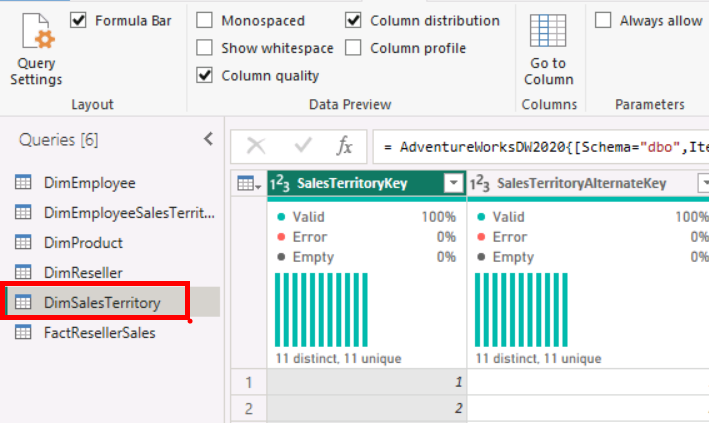 Formula Bar
Monospaced
Column distribution
Always allow
Show whitespace
Column profile
Query
Settings
Column quality
Go to
Column
Layout
Data Preview
Columns
Parameters
Queries [6]
fx
= AdventureWorksDW2020{[Schema="dbo",Ite
DimEmployee
DimEmployeeSalesTerrit...
DimProduct
DimReseller
DimSalesTerritory
FactResellerSales
1²3 SalesTerritoryKey
1²3 SalesTerritoryAlternateKey
Valid 100%
Error 0%
Empty 0%
11 distinct, 11 unique
Valid 100%
Error 0%
Empty 0%
11 distinct, 11 unique
1 1
2 2